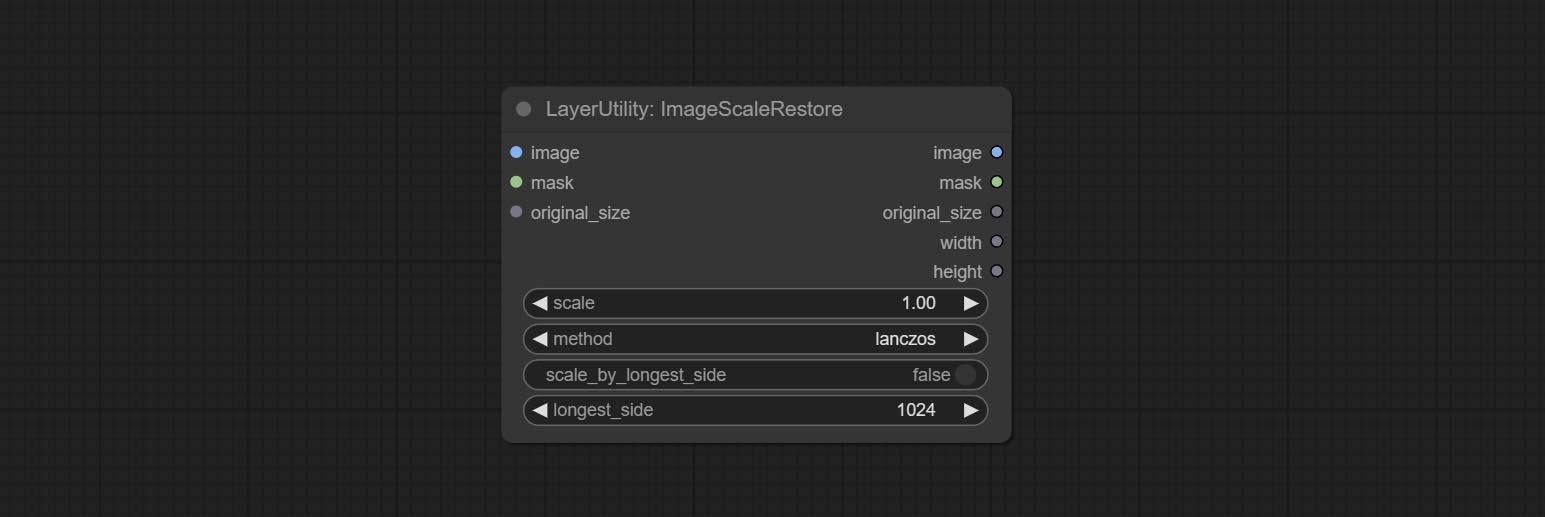 LayerUtility: ImageScaleRestore
image image
mask mask
original_size original_size
width
height
scale 1.00
method lanczos
scale_by_longest_side false
longest_side 1024